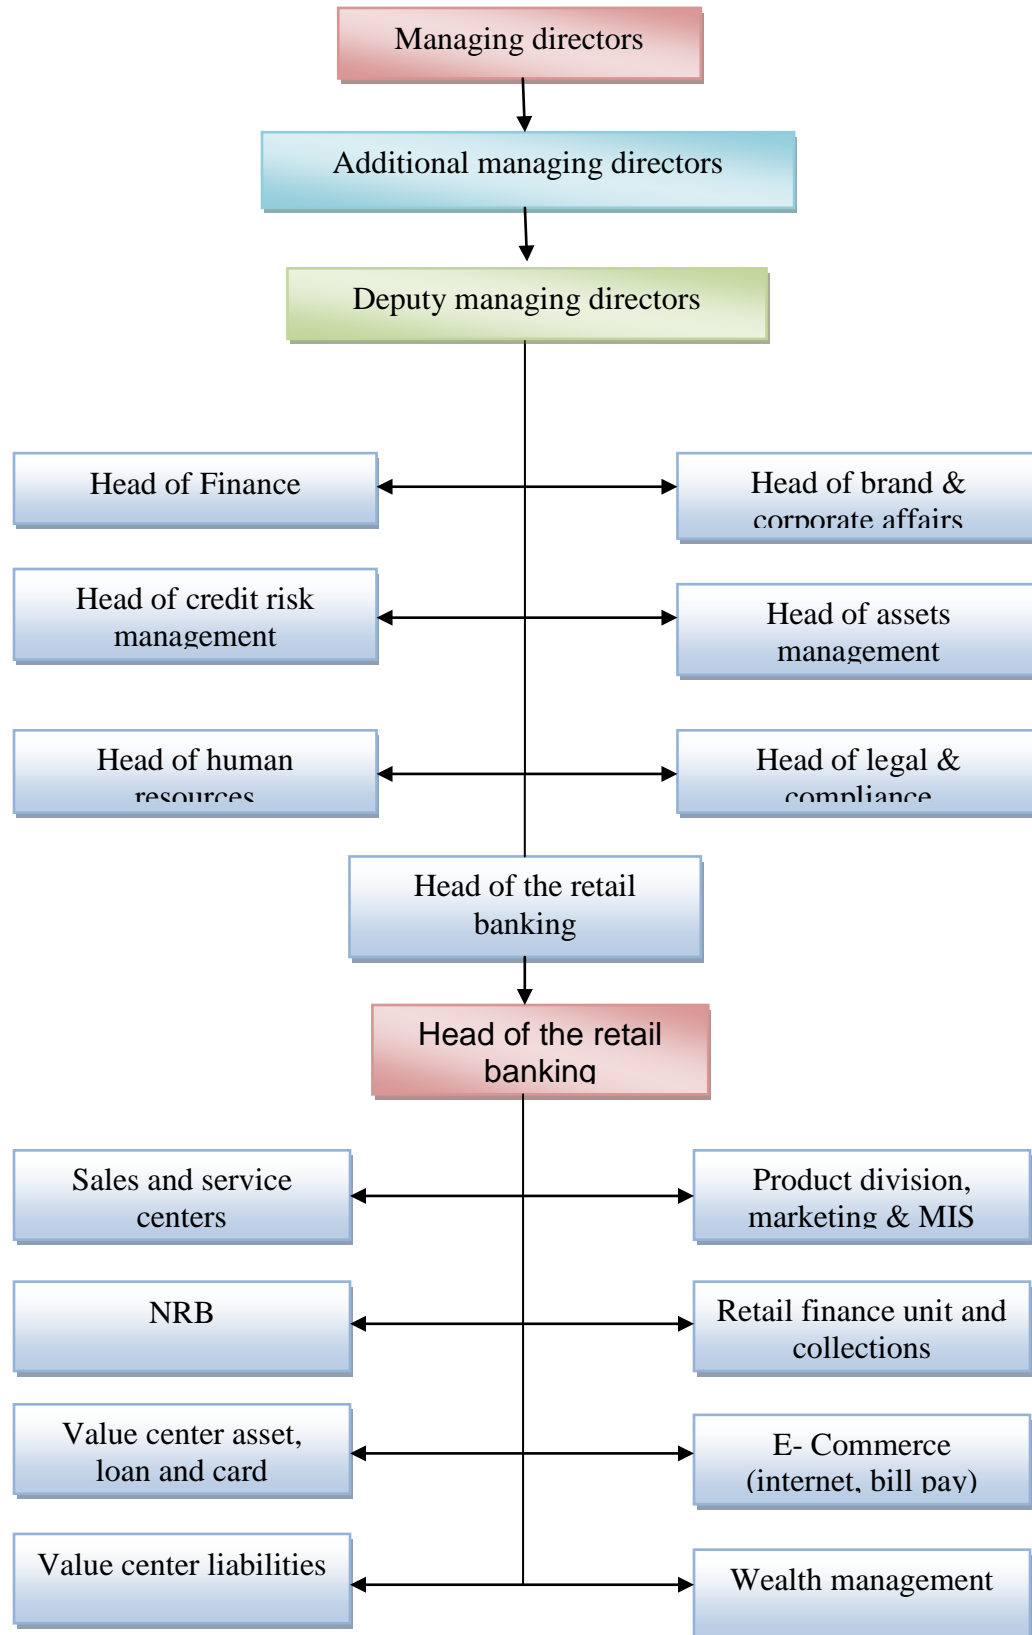 Managing directors
Additional managing directors
Deputy managing directors
Head of Finance
Head of brand &
corporate affairs
Head of credit risk
management
Head of assets
management
Head of human
resources
Head of legal &
compliance
Head of the retail
banking
Head of the retail
banking
Sales and service
centers
Product division,
marketing & MIS
NRB
Retail finance unit and
collections
Value center asset,
loan and card
E- Commerce
(internet, bill pay)
Value center liabilities
Wealth management